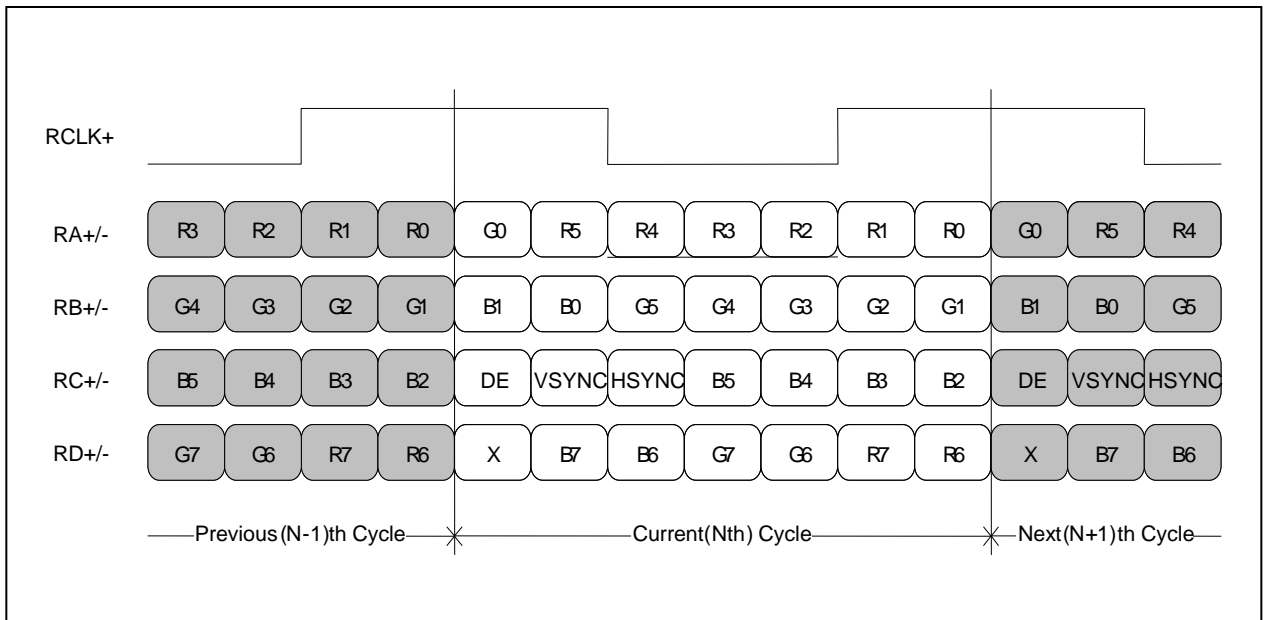 RCLK+
RA+/- R3 R2 R1 R0 G0 R5 R4 R3 R2 R1 R0 G0 R5 R4
RB+/- G4 G3 G2 G1 B1 B0 G5 G4 G3 G2 G1 B1 B0 G5
RC+/- B5 B4 B3 B2 DE VSYNC HSYNC B5 B4 B3 B2 DE VSYNC HSYNC
RD+/- G7 G6 R7 R6 X B7 B6 G7 G6 R7 R6 X B7 B6
Previous(N-1)th Cycle Current(Nth) Cycle Next(N+1)th Cycle